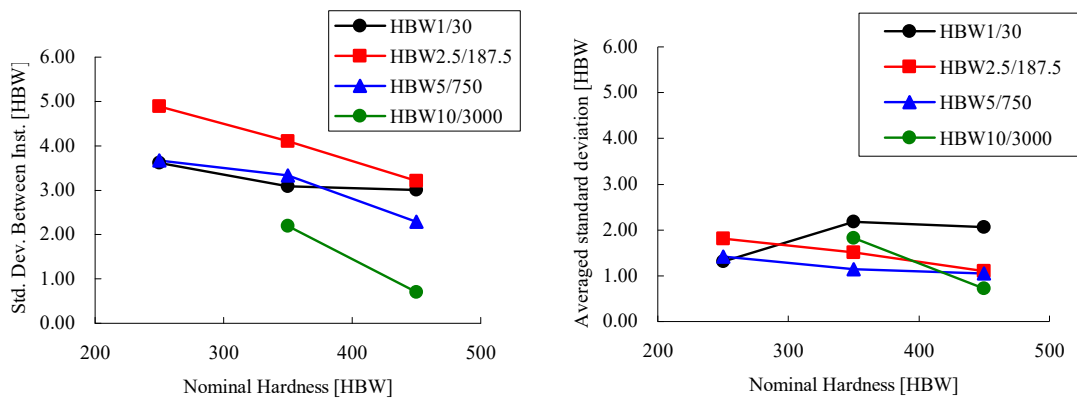 HBW1/30
HBW2.5/187.5
HBW5/750
HBW10/3000
6.00
5.00
4.00
3.00
2.00
1.00
0.00
200
300
400
500
Std. Dev. Between Inst. [HBW]
Nominal Hardness [HBW]
HBW1/30
HBW2.5/187.5
HBW5/750
HBW10/3000
6.00
5.00
4.00
3.00
2.00
1.00
0.00
200
300
400
500
Averaged standard deviation [HBW
Nominal Hardness [HBW]